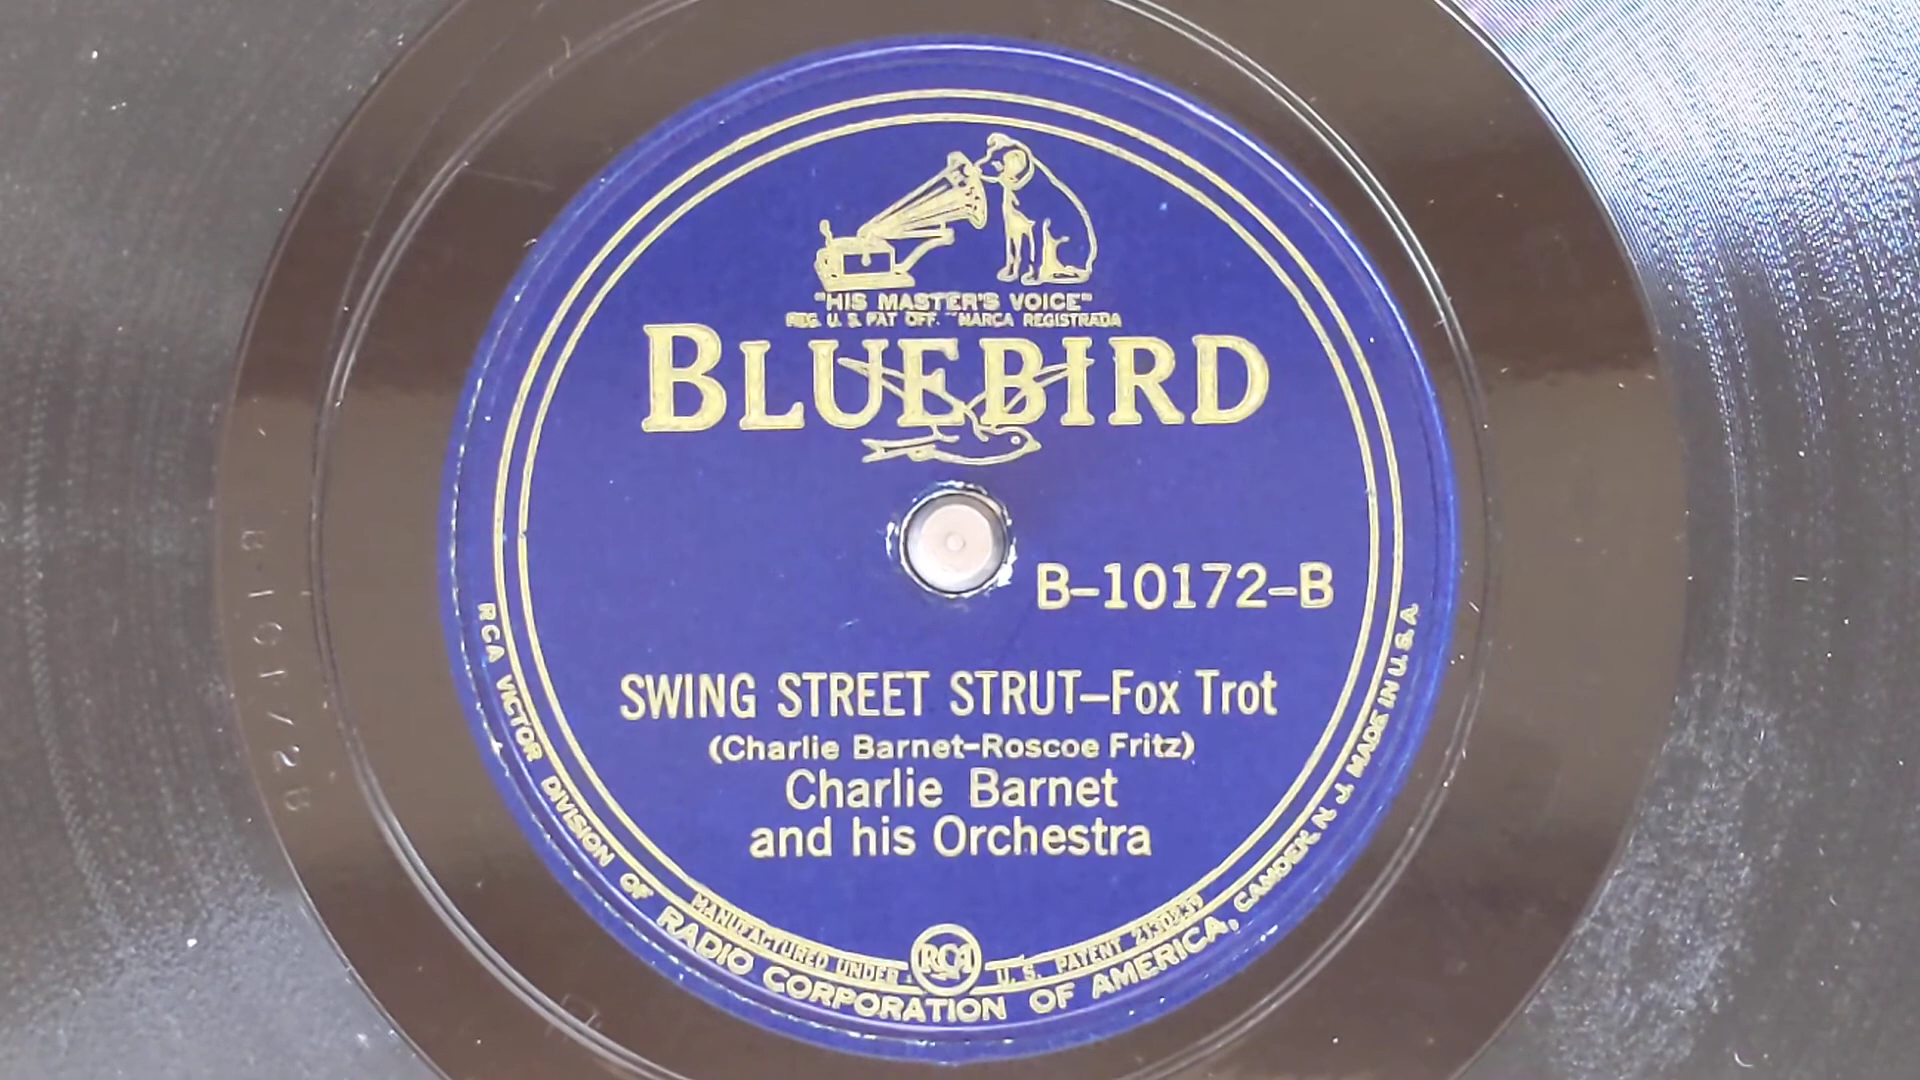 "HIS MASTER'S VOICE"
REG. U. S. PAT OFF. MARCA REGISTRADA
BLUEBIRD
B-10172-B
SWING STREET STRUT-Fox Trot
(Charlie Barnet-Roscoe Fritz)
Charlie Barnet
and his Orchestra
MANUFACTURED UNDER RCA U. S. PATENT 2130239
RCA VICTOR DIVISION OF RADIO CORPORATION OF AMERICA, CAMDEN, N. J. MADE IN U. S. A.